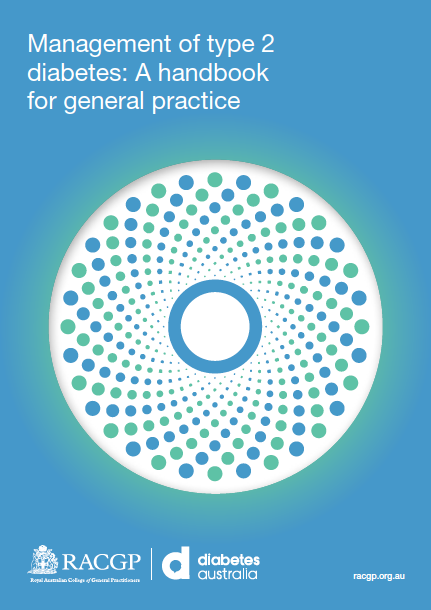 Management of type 2
diabetes: A handbook
for general practice
RACGP
Royal Australian College of General Practitioners
diabetes
australia
racgp.org.au